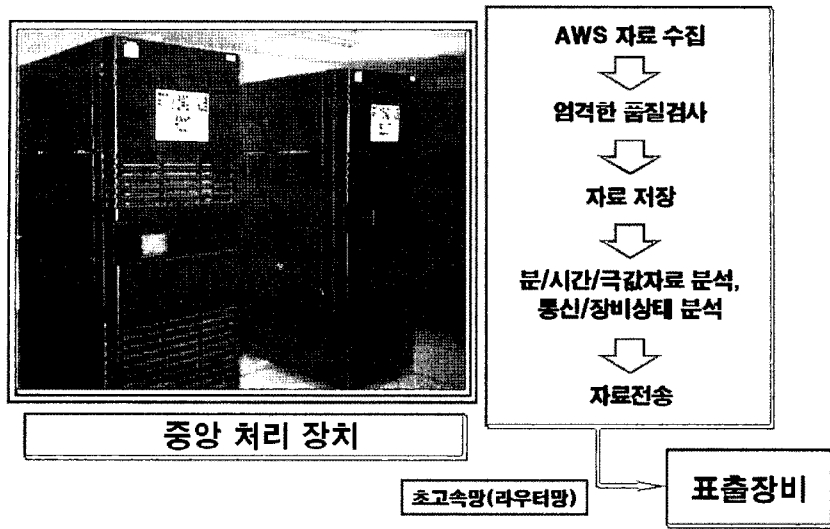 AWS 자료 수집
엄격한 품질검사
자료 저장
분/시간/극값자료 분석,
통신/장비상태 분석
자료전송
중앙 처리 장치
초고속망(라우터망)
표출장비